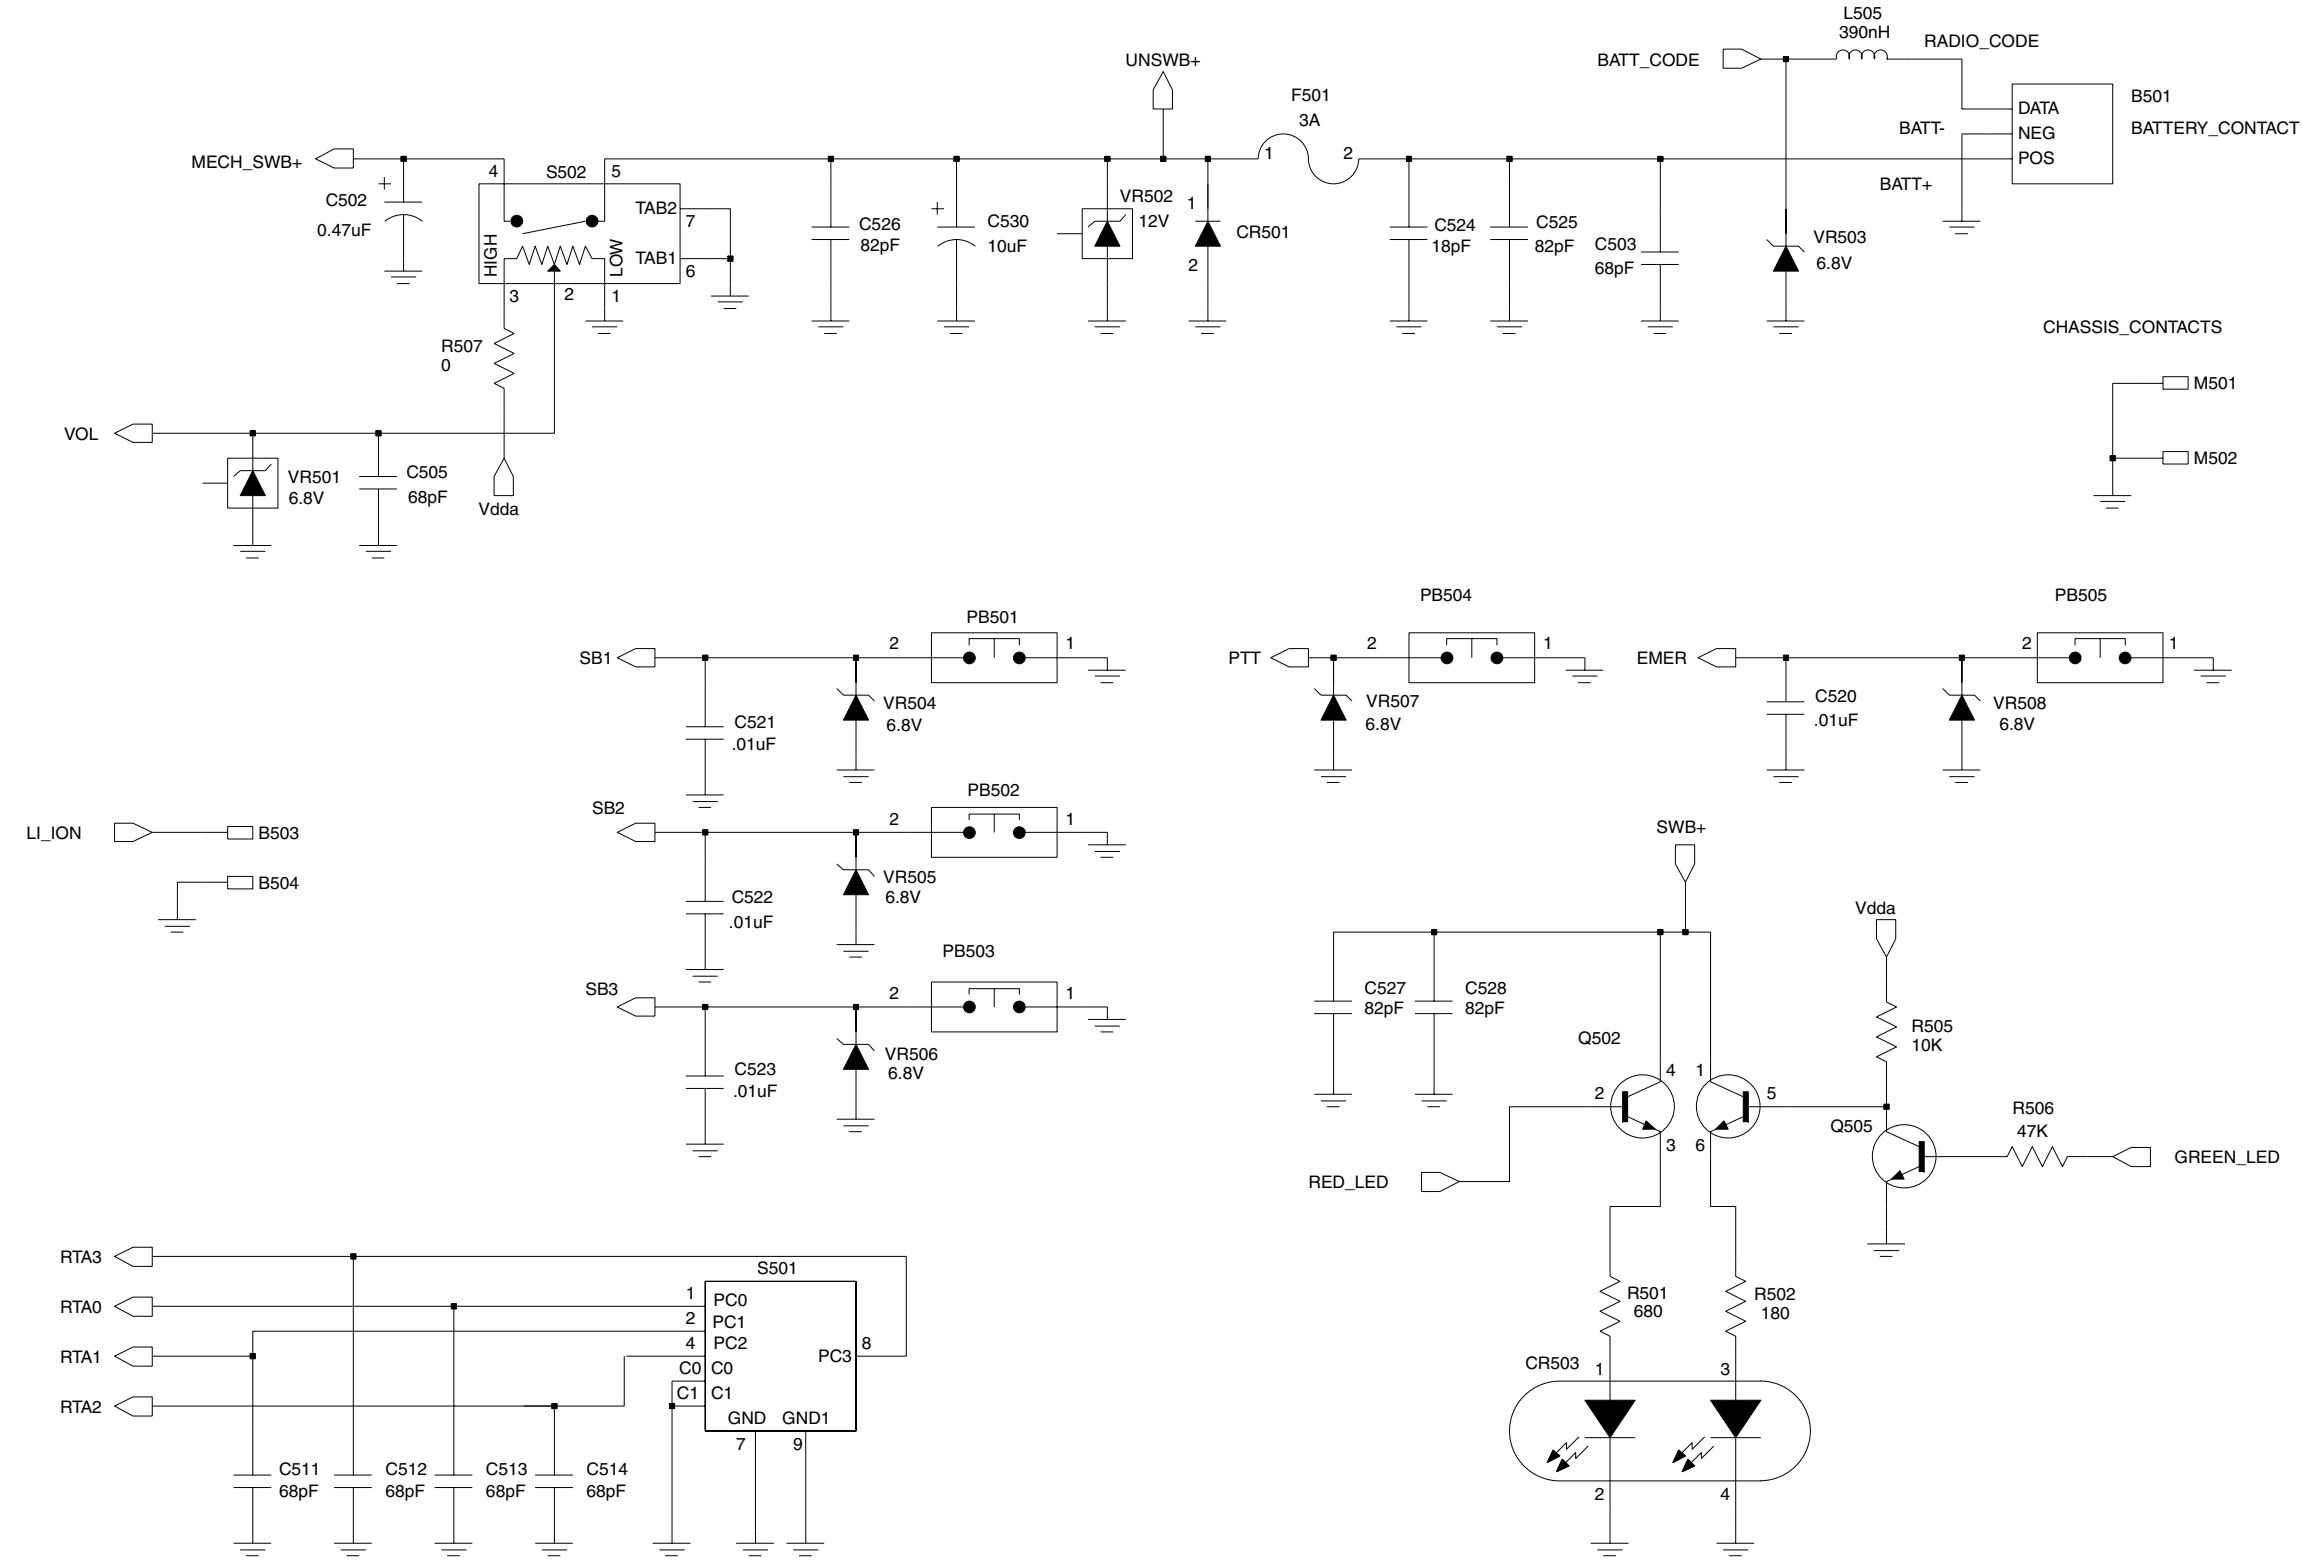 L505
390nH
RADIO_CODE
BATT_CODE
UNSWB+
F501
3A
1
2
DATA
NEG
POS
B501
BATTERY_CONTACT
BATT-
BATT+
MECH_SWB+
C502
0.47uF
+
4
S502
5
HIGH
LOW
TAB2
7
TAB1
6
3
2
1
R507
0
C526
82pF
+
C530
10uF
VR502
12V
1
CR501
2
C524
18pF
C525
82pF
C503
68pF
VR503
6.8V
CHASSIS_CONTACTS
M501
M502
VOL
VR501
6.8V
C505
68pF
Vdda
PB501
SB1
2
1
C521
.01uF
VR504
6.8V
PB504
PTT
2
1
VR507
6.8V
PB505
EMER
2
1
C520
.01uF
VR508
6.8V
LI_ION
B503
B504
PB502
SB2
2
1
C522
.01uF
VR505
6.8V
PB503
SB3
2
1
C523
.01uF
VR506
6.8V
SWB+
Vdda
C527
82pF
C528
82pF
R505
10K
Q502
2
4
3
1
5
6
Q505
R506
47K
GREEN_LED
RED_LED
R501
680
R502
180
CR503
1
3
2
4
RTA3
RTA0
RTA1
RTA2
S501
1
PC0
2
PC1
4
PC2
C0
C0
C1
C1
PC3
8
GND
GND1
7
9
C511
68pF
C512
68pF
C513
68pF
C514
68pF